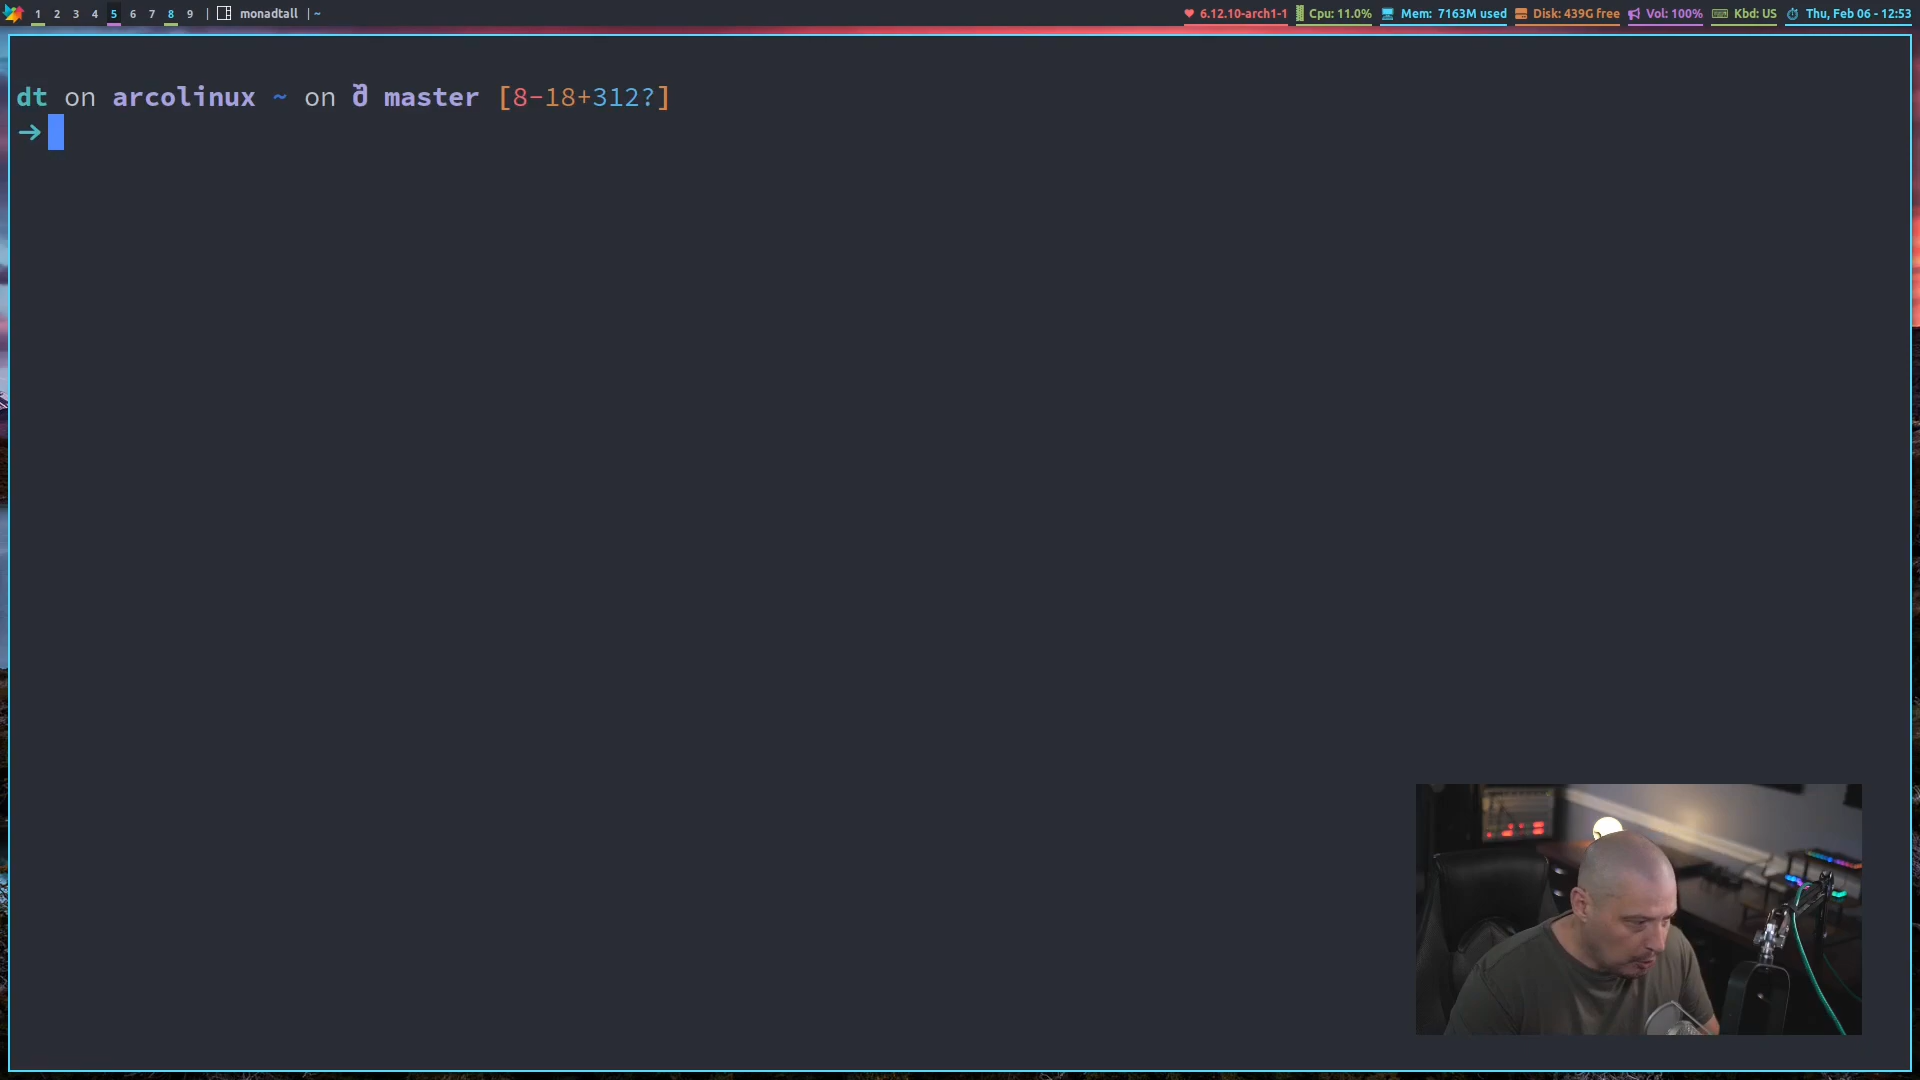 1 2 3 4 5 6 7 8 9 | monadtall | ~ 6.12.10-arch1-1 Cpu: 11.0% Mem: 7163M used Disk: 439G free Vol: 100% Kbd: US Thu, Feb 06 - 12:53
dt on arcolinux ~ on ð master [8-18+312?]
→